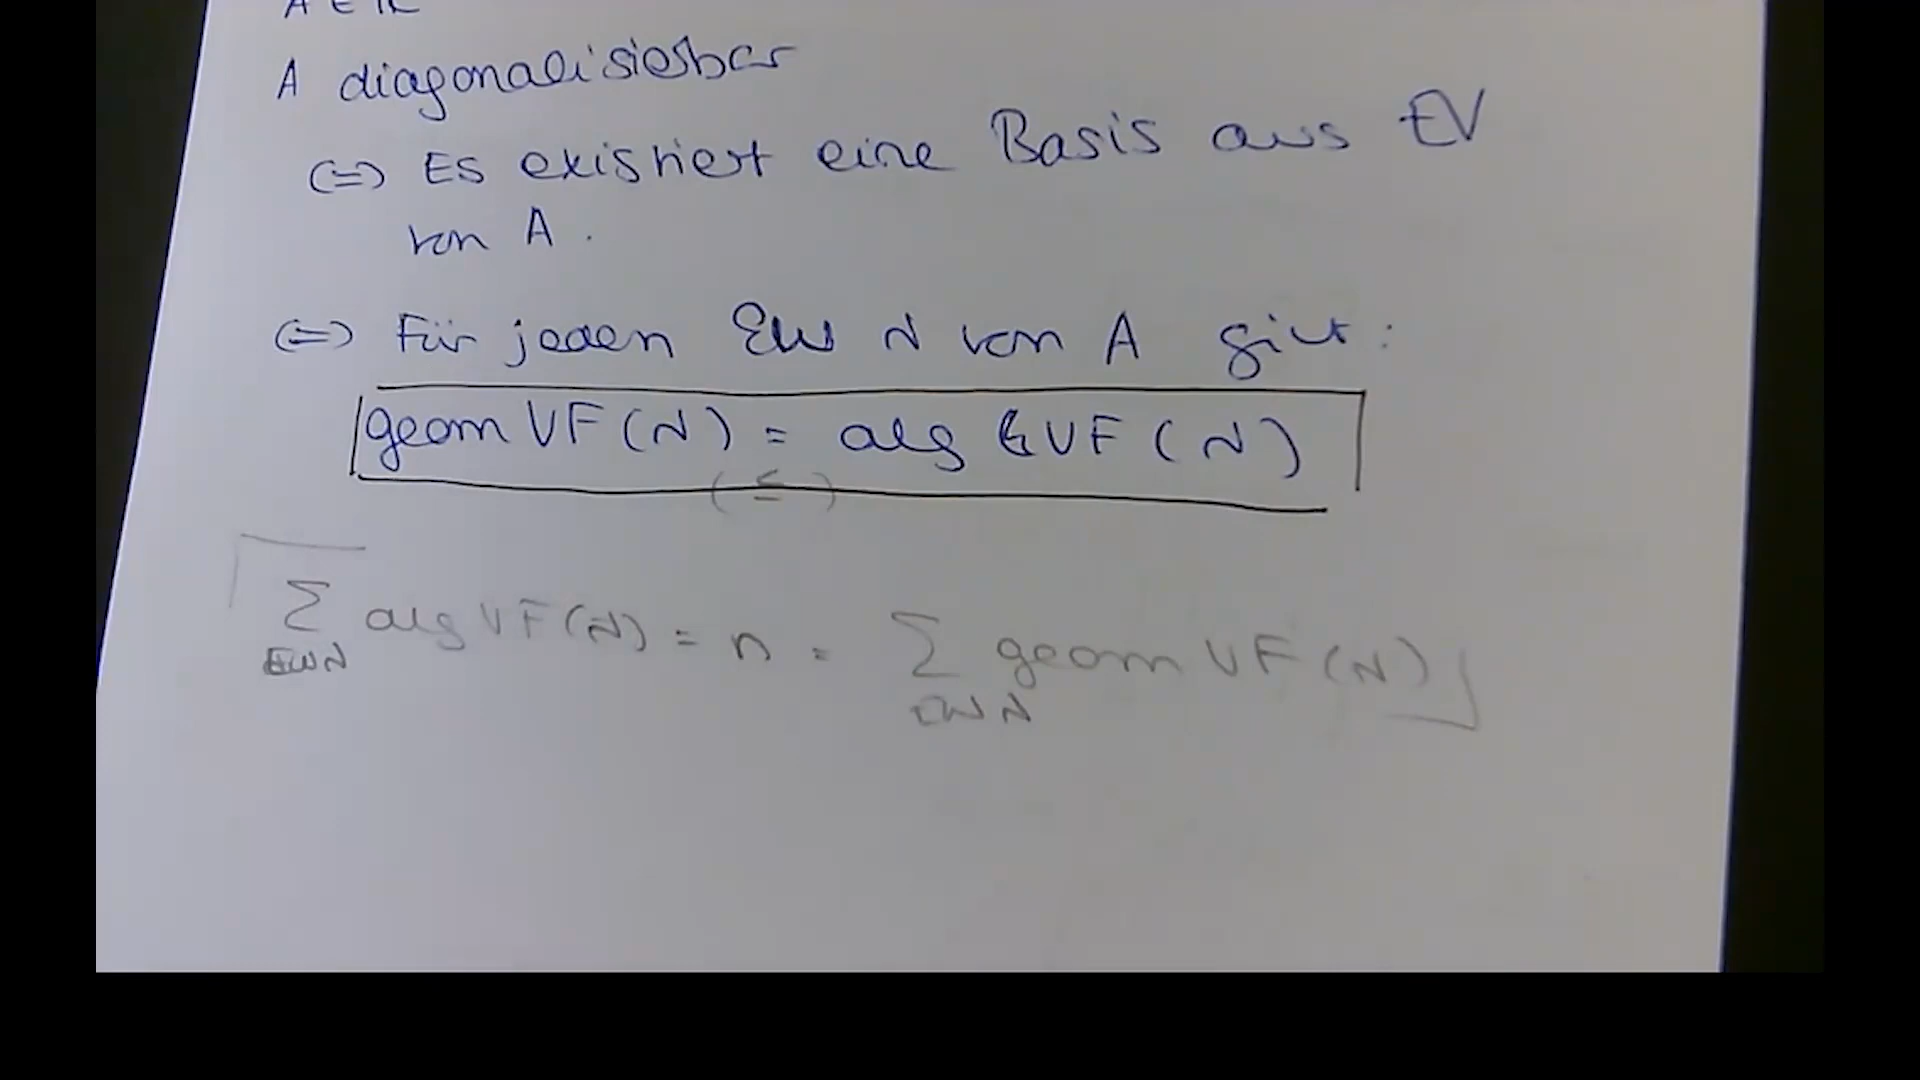 A diagonalisierbar
(=) Es existiert eine Basis aus EV
von A.
(=) Für jeden EW λ von A gilt:
geom VF(λ) = alg VF(λ)
(≤)
Σ alg VF(λ) = n = Σ geom VF(λ)
EW λ EW λ